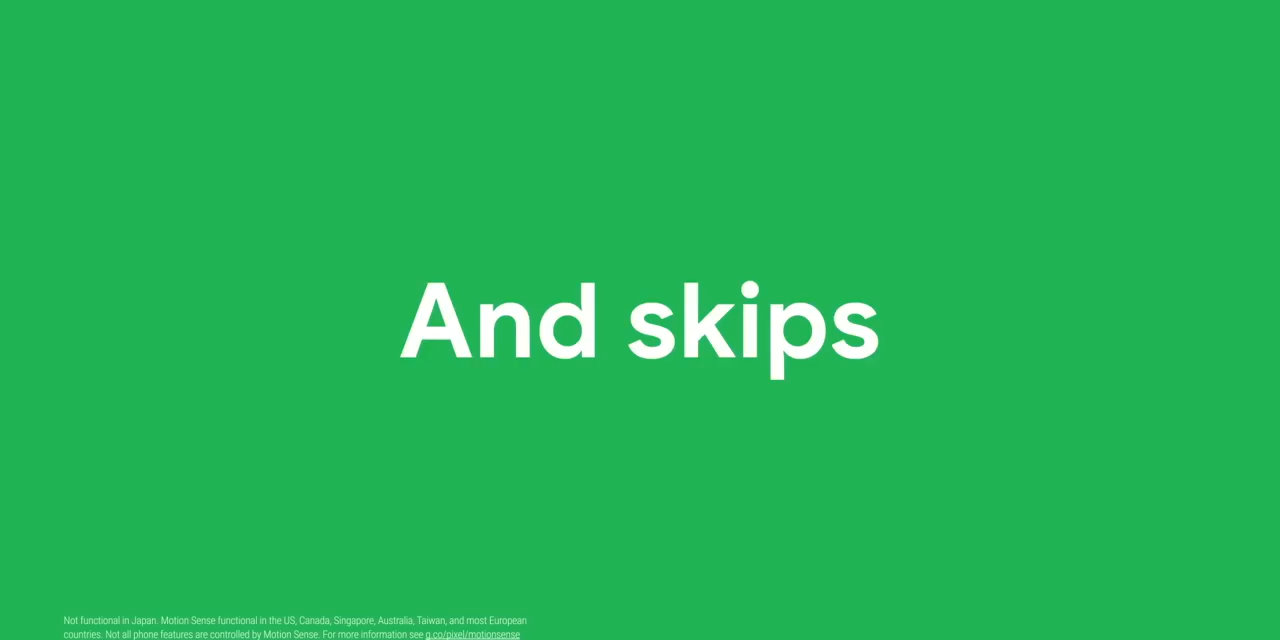 And skips
Not functional in Japan. Motion Sense functional in the US, Canada, Singapore, Australia, Taiwan, and most European
countries. Not all phone features are controlled by Motion Sense. For more information see g.co/pixel/motionsense